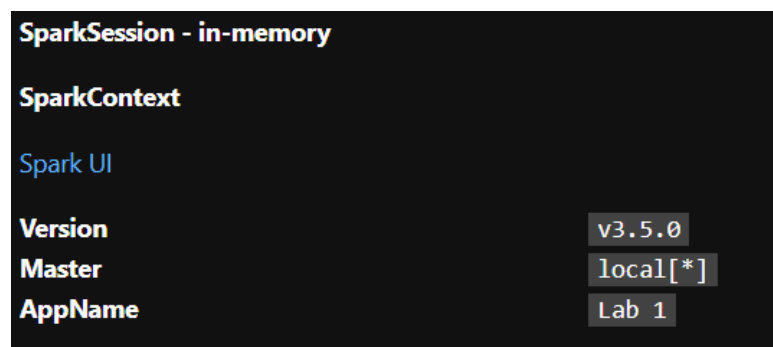 SparkSession - in-memory
SparkContext
Spark UI
Version v3.5.0
Master local[*]
AppName Lab 1